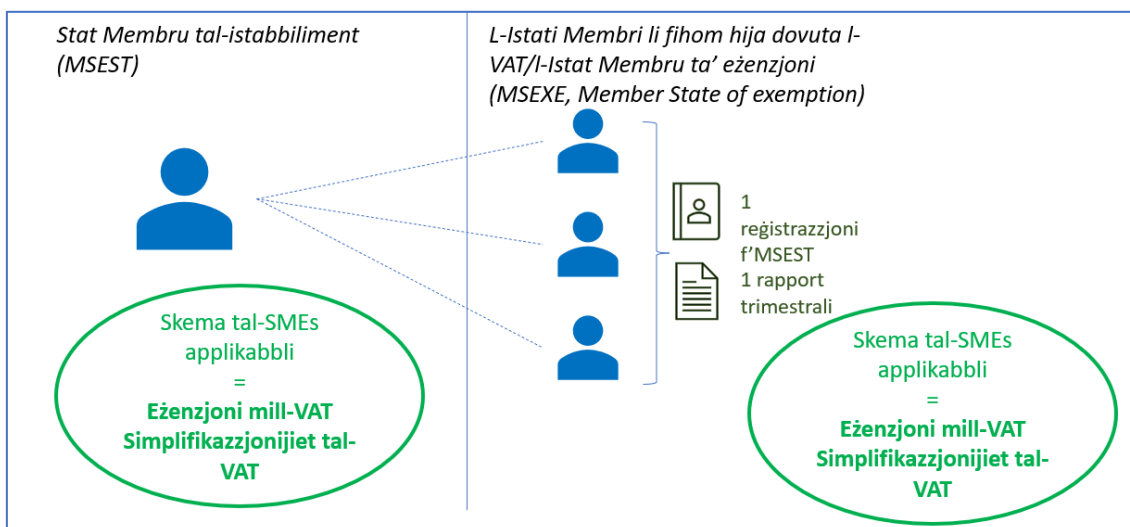 Stat Membru tal-istabbiliment
(MSEST)
L-Istati Membri li fihom hija dovuta l-
VAT/l-Istat Membru ta’ eżenzjoni
(MSEXE, Member State of exemption)
1
reġistrazzjoni
f’MSEST
1 rapport
trimestrali
Skema tal-SMEs
applikabbli
=
Eżenzjoni mill-VAT
Simplifikazzjonijiet tal-
VAT
Skema tal-SMEs
applikabbli
=
Eżenzjoni mill-VAT
Simplifikazzjonijiet tal-
VAT